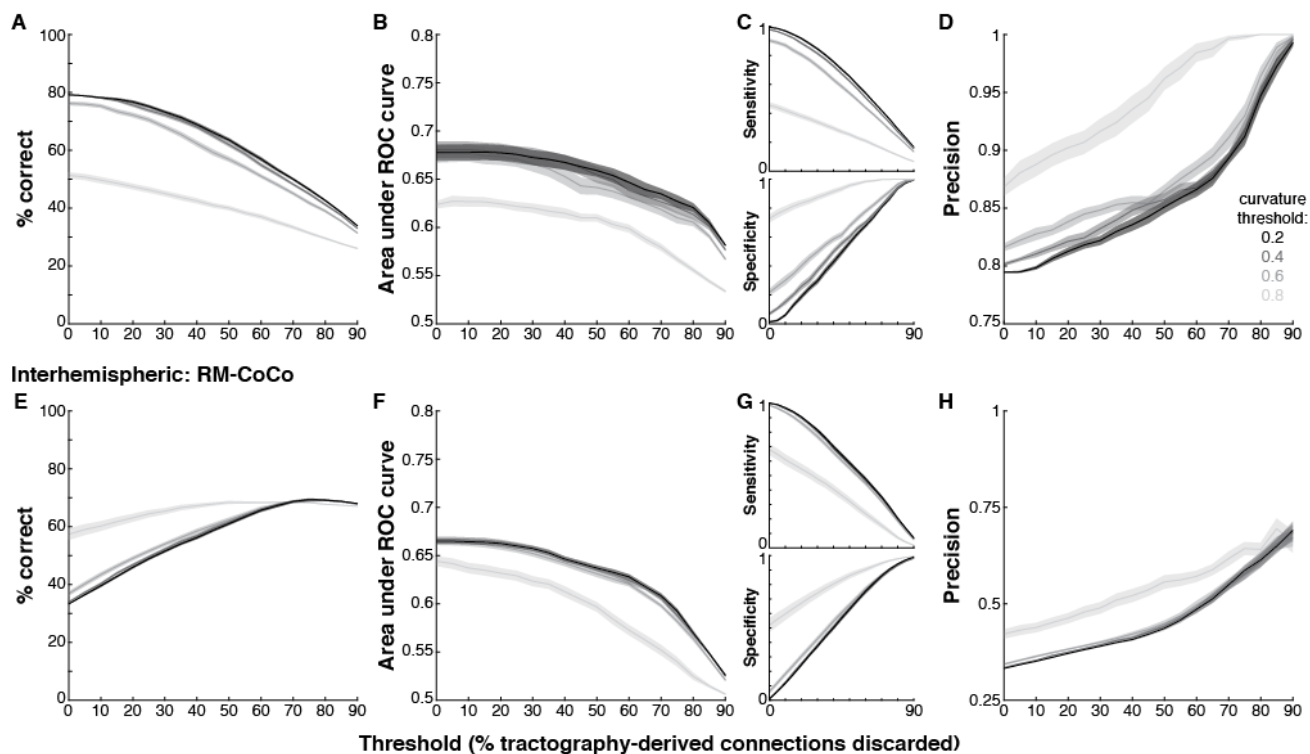 A
B
C
D
% correct
100
80
60
40
20
0
0 10 20 30 40 50 60 70 80 90
Area under ROC curve
0.8
0.75
0.7
0.65
0.6
0.55
0.5
0 10 20 30 40 50 60 70 80 90
Sensitivity
1
0
Specificity
1
0
0 90
Precision
1
0.95
0.9
0.85
0.8
0.75
0 10 20 30 40 50 60 70 80 90
curvature
threshold:
0.2
0.4
0.6
0.8
Interhemispheric: RM-CoCo
E
F
G
H
% correct
100
80
60
40
20
0
0 10 20 30 40 50 60 70 80 90
Area under ROC curve
0.8
0.75
0.7
0.65
0.6
0.55
0.5
0 10 20 30 40 50 60 70 80 90
Sensitivity
1
0
Specificity
1
0
0 90
Precision
1
0.75
0.5
0.25
0 10 20 30 40 50 60 70 80 90
Threshold (% tractography-derived connections discarded)